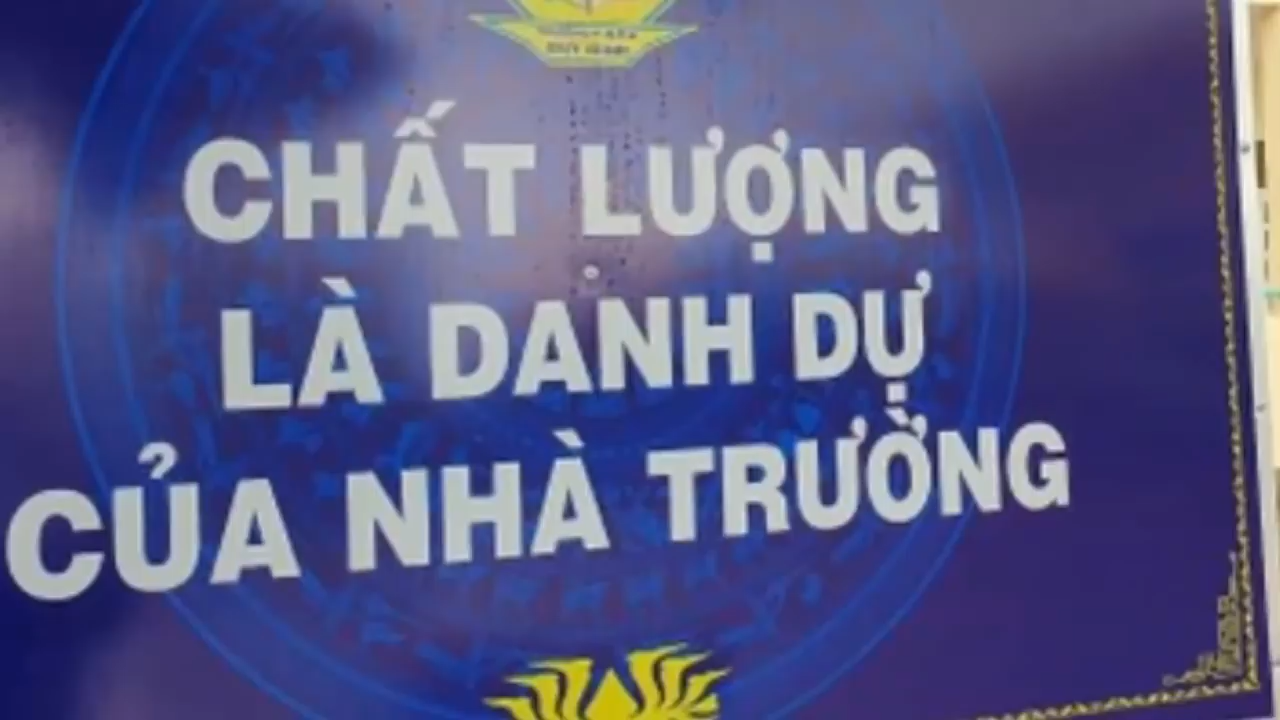 CHẤT LƯỢNG
LÀ DANH DỰ
CỦA NHÀ TRƯỜNG